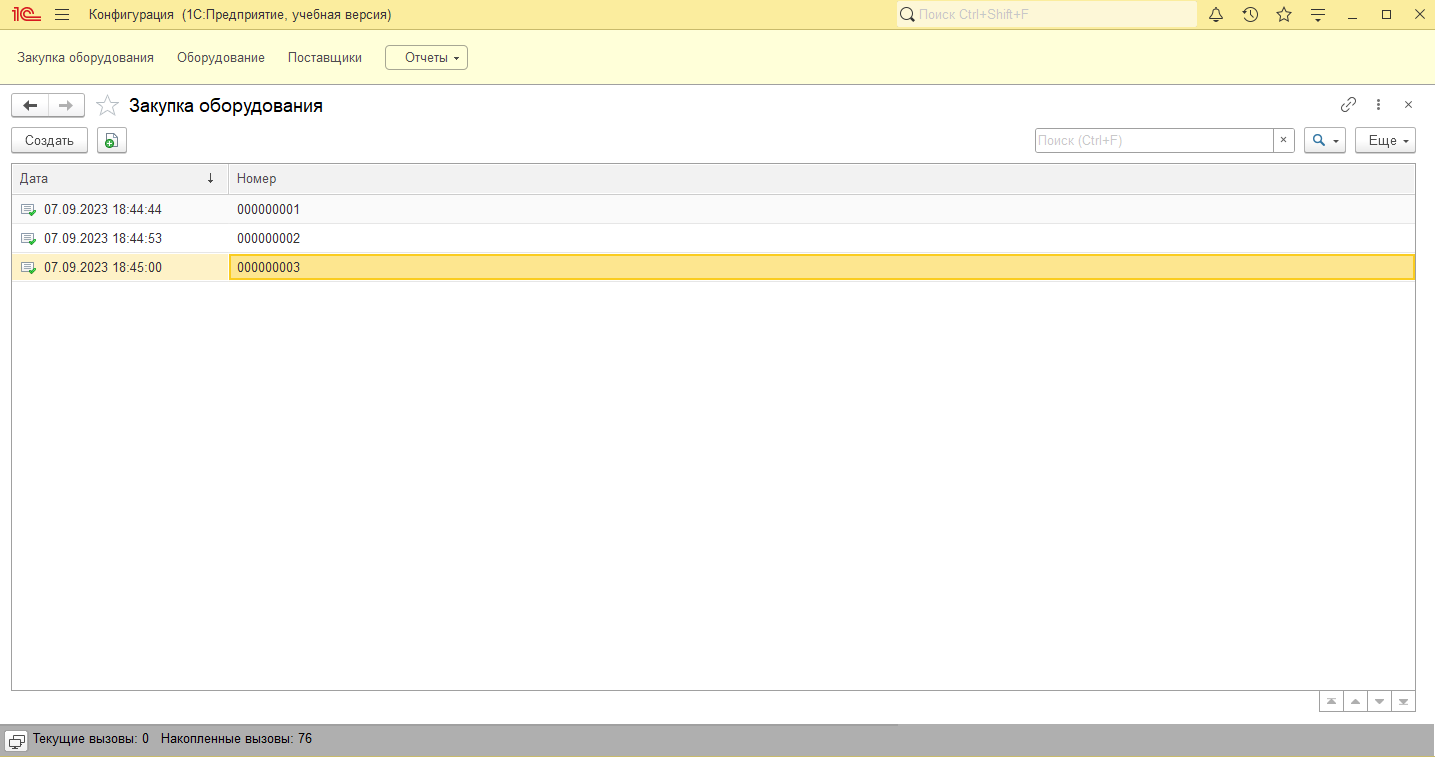 1С Конфигурация (1С:Предприятие, учебная версия) Поиск Ctrl+Shift+F
Закупка оборудования Оборудование Поставщики Отчеты
Закупка оборудования
Создать Поиск (Ctrl+F) × Еще
Дата ↓ Номер
07.09.2023 18:44:44 000000001
07.09.2023 18:44:53 000000002
07.09.2023 18:45:00 000000003
Текущие вызовы: 0 Накопленные вызовы: 76